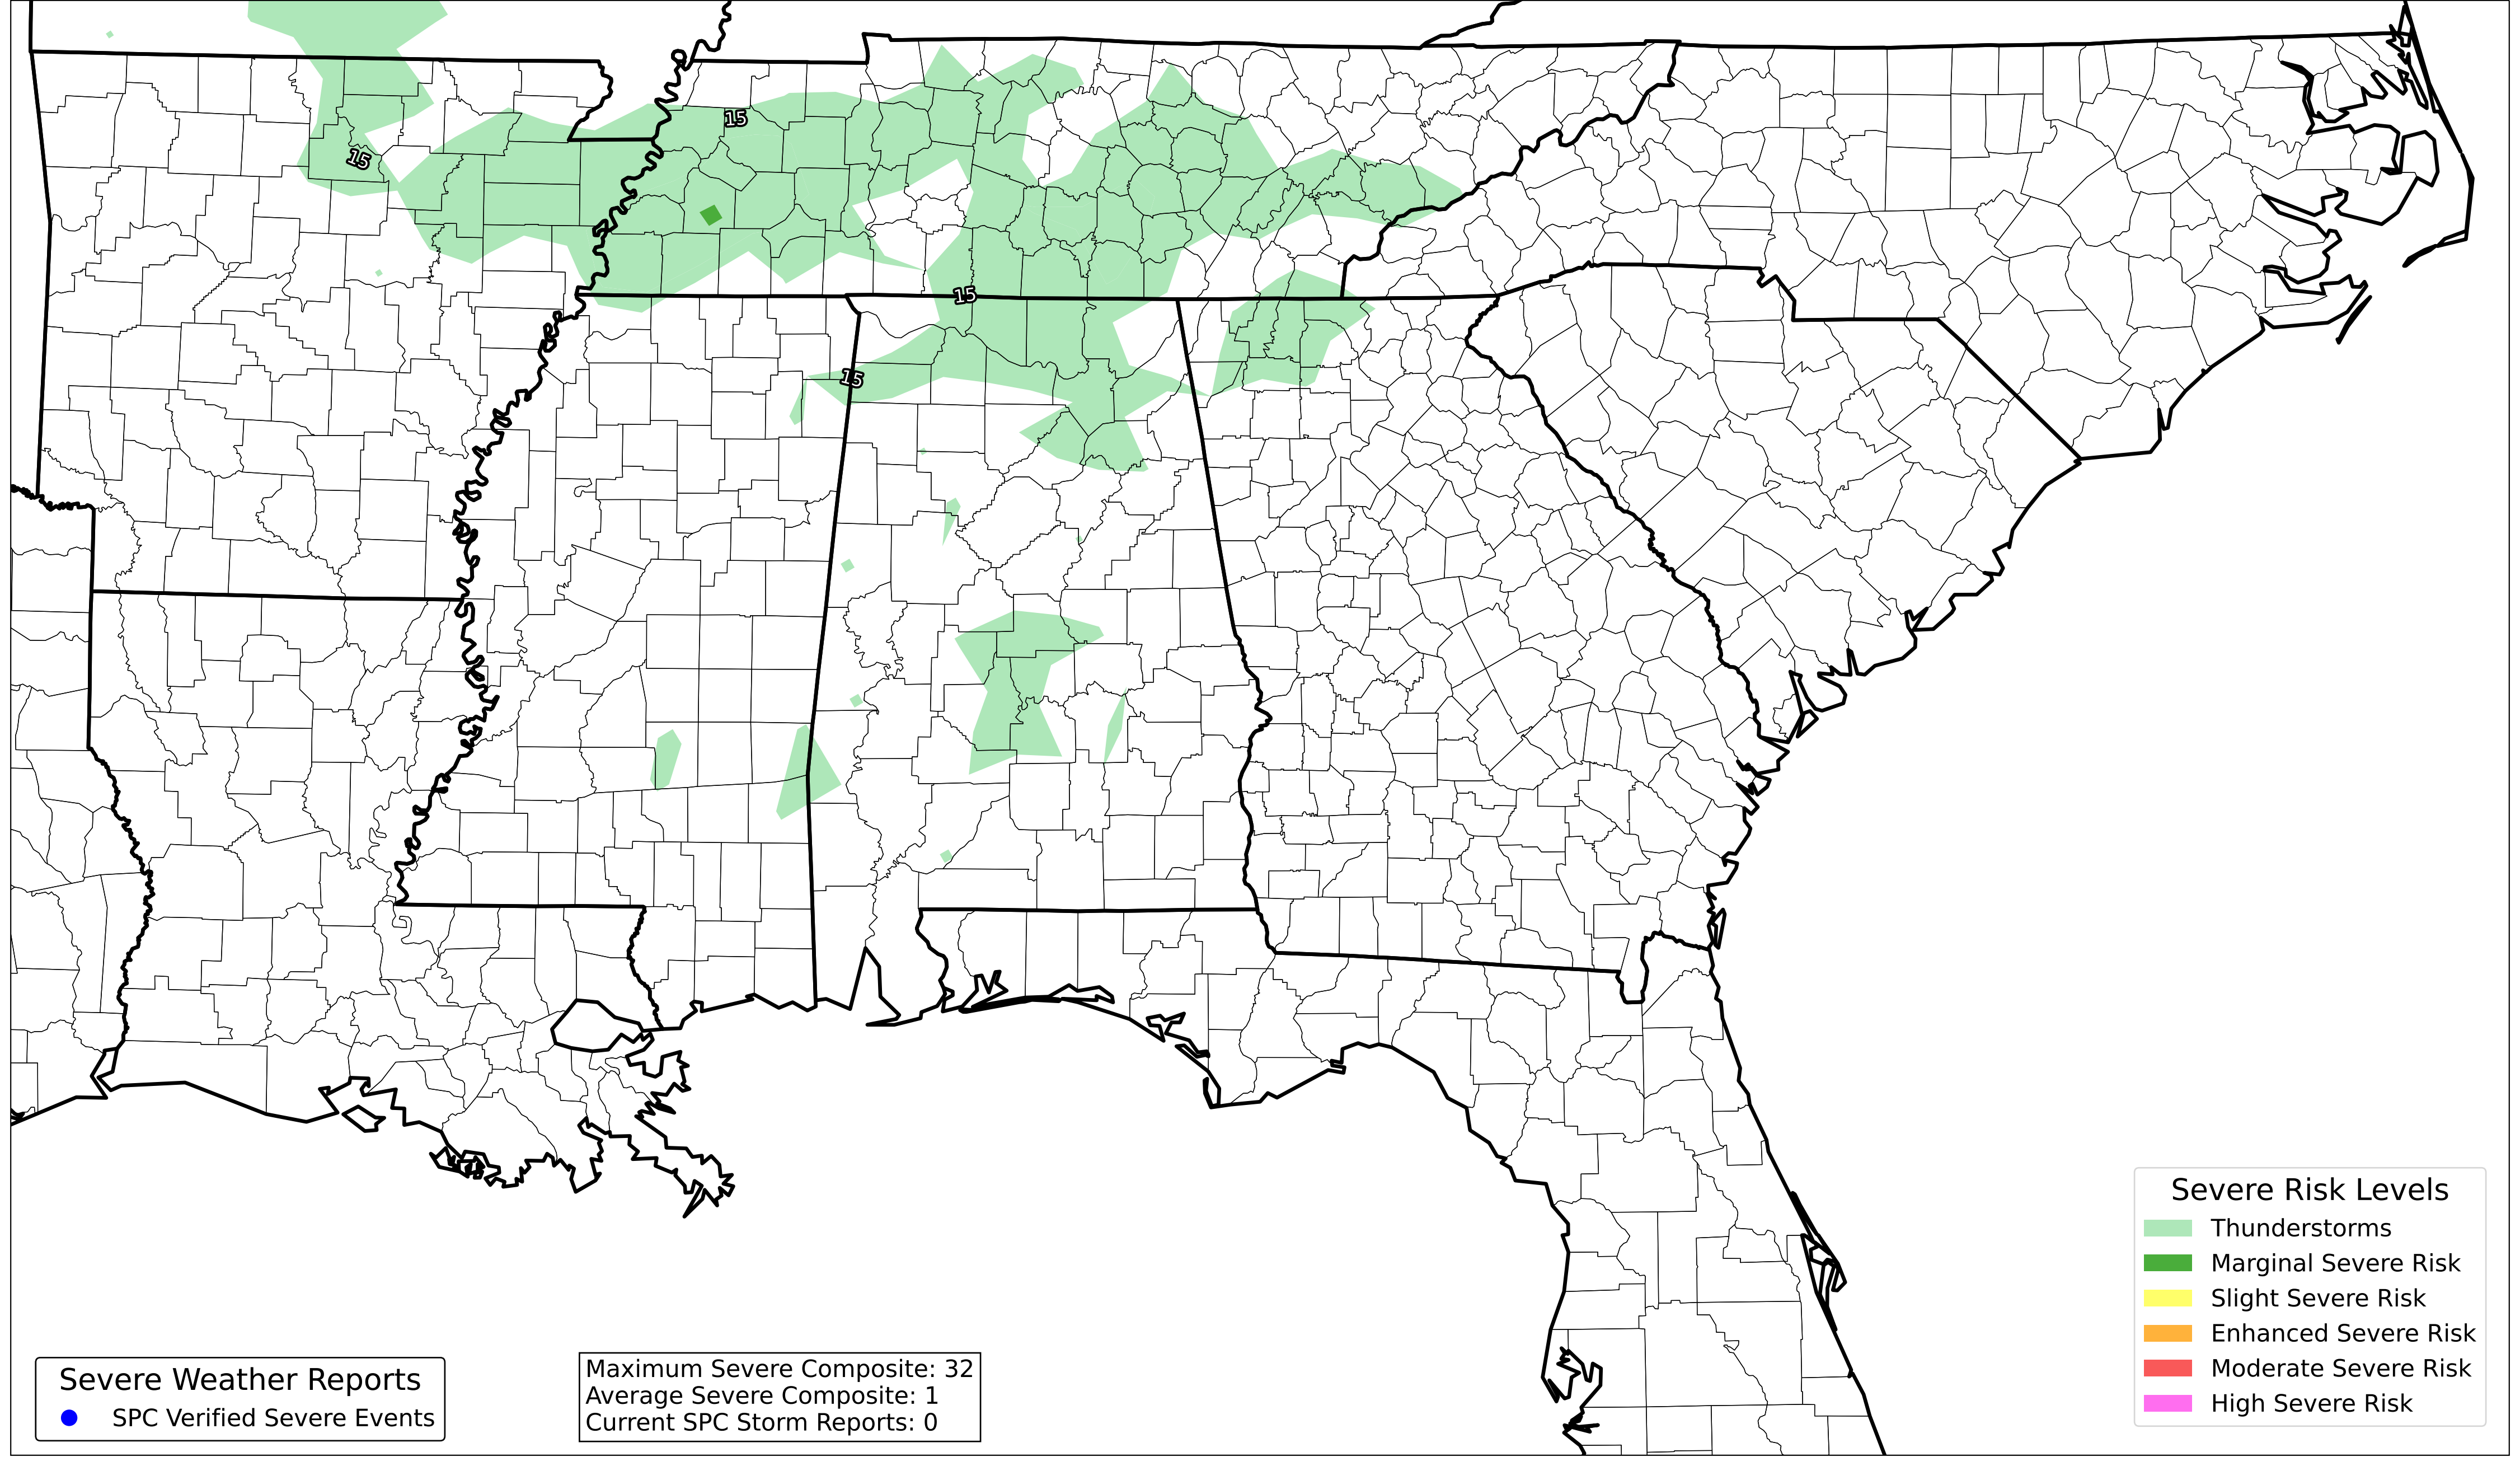 15
15
15
15
Severe Risk Levels
Thunderstorms
Marginal Severe Risk
Slight Severe Risk
Enhanced Severe Risk
Moderate Severe Risk
High Severe Risk
Severe Weather Reports
SPC Verified Severe Events
Maximum Severe Composite: 32
Average Severe Composite: 1
Current SPC Storm Reports: 0